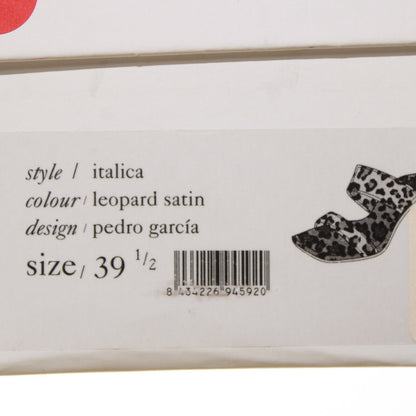 style / italica
colour / leopard satin
design / pedro garcía
size / 39 1/2
8 434226 945920